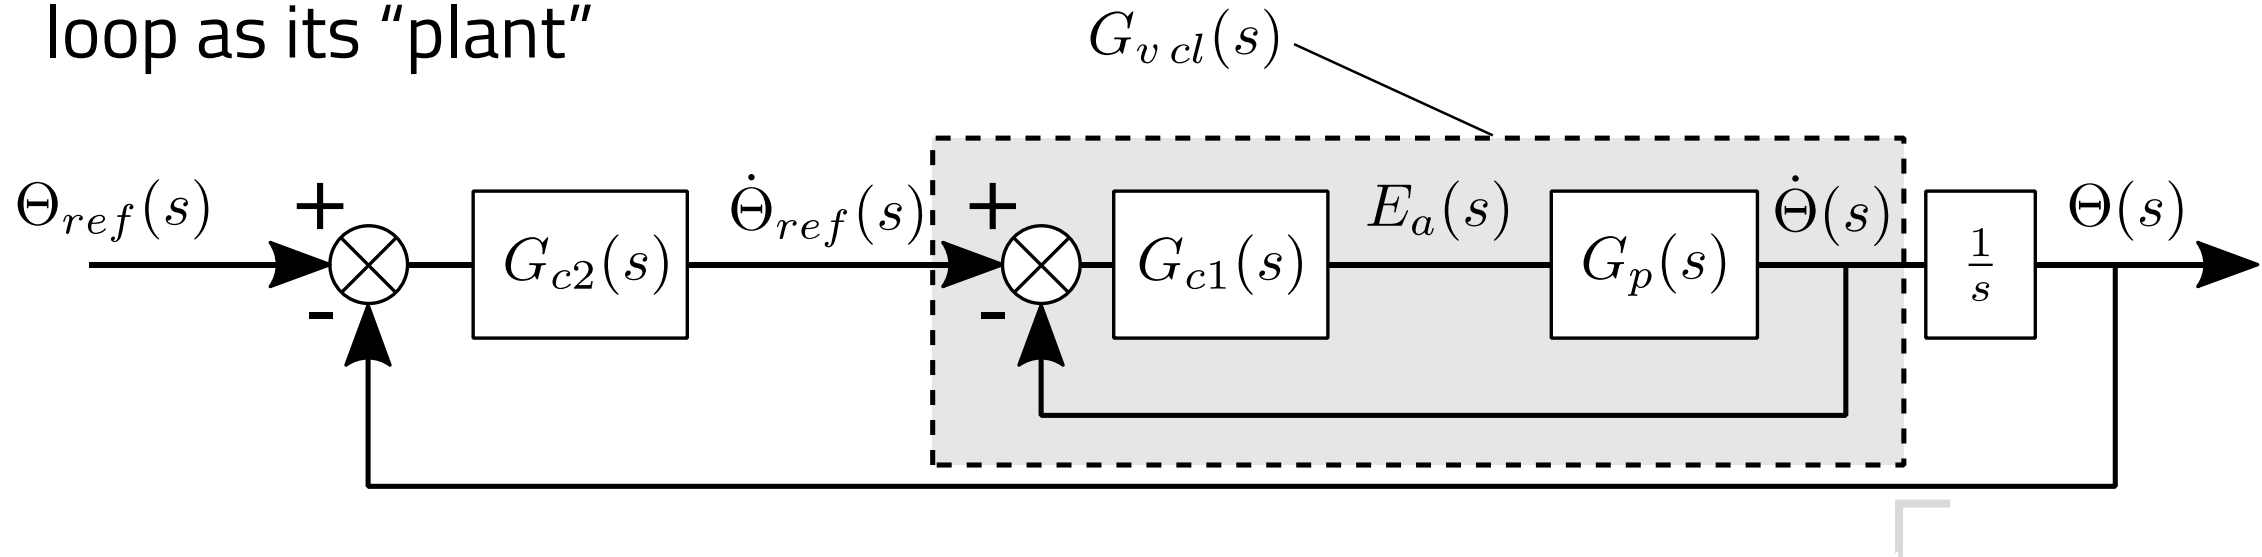 loop as its “plant”
G_{v cl}(s)
Θ_{ref}(s)
+
-
G_{c2}(s)
Θ̇_{ref}(s)
+
-
G_{c1}(s)
E_a(s)
G_p(s)
Θ̇(s)
1/s
Θ(s)